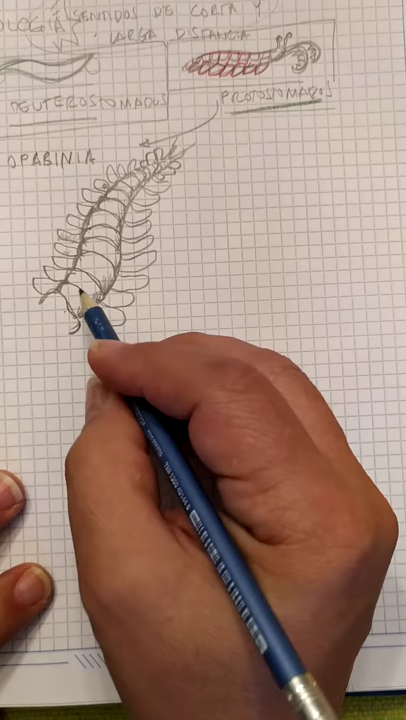 SENTIDOS DE CORTA Y
LARGA DISTANCIA
DEUTEROSTOMADOS
PROTOSTOMADOS
OPABINIA